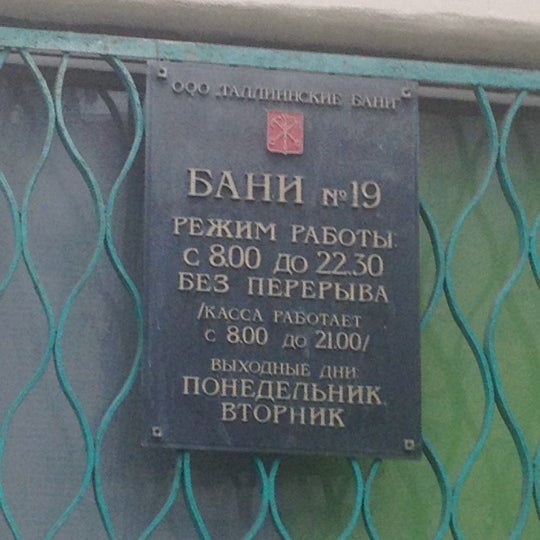 ООО „ТАЛЛИНСКИЕ БАНИ"
БАНИ №19
РЕЖИМ РАБОТЫ:
С 8.00 ДО 22.30
БЕЗ ПЕРЕРЫВА
/КАССА РАБОТАЕТ
С 8.00 ДО 21.00/
ВЫХОДНЫЕ ДНИ:
ПОНЕДЕЛЬНИК,
ВТОРНИК